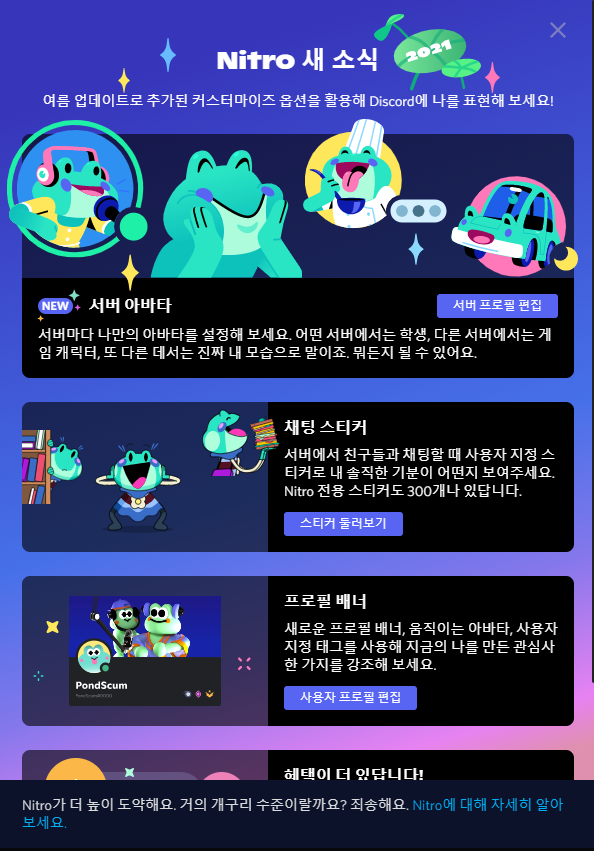 Nitro 새 소식
2021
여름 업데이트로 추가된 커스터마이즈 옵션을 활용해 Discord에 나를 표현해 보세요!
NEW 서버 아바타
서버 프로필 편집
서버마다 나만의 아바타를 설정해 보세요. 어떤 서버에서는 학생, 다른 서버에서는 게
임 캐릭터, 또 다른 데서는 진짜 내 모습으로 말이죠. 뭐든지 될 수 있어요.
채팅 스티커
서버에서 친구들과 채팅할 때 사용자 지정 스
티커로 내 솔직한 기분이 어떤지 보여주세요.
Nitro 전용 스티커도 300개나 있답니다.
스티커 둘러보기
PondScum
프로필 배너
새로운 프로필 배너, 움직이는 아바타, 사용자
지정 태그를 사용해 지금의 나를 만든 관심사
한 가지를 강조해 보세요.
사용자 프로필 편집
혜택이 더 있답니다!
Nitro가 더 높이 도약해요. 거의 개구리 수준이랄까요? 죄송해요. Nitro에 대해 자세히 알아
보세요.